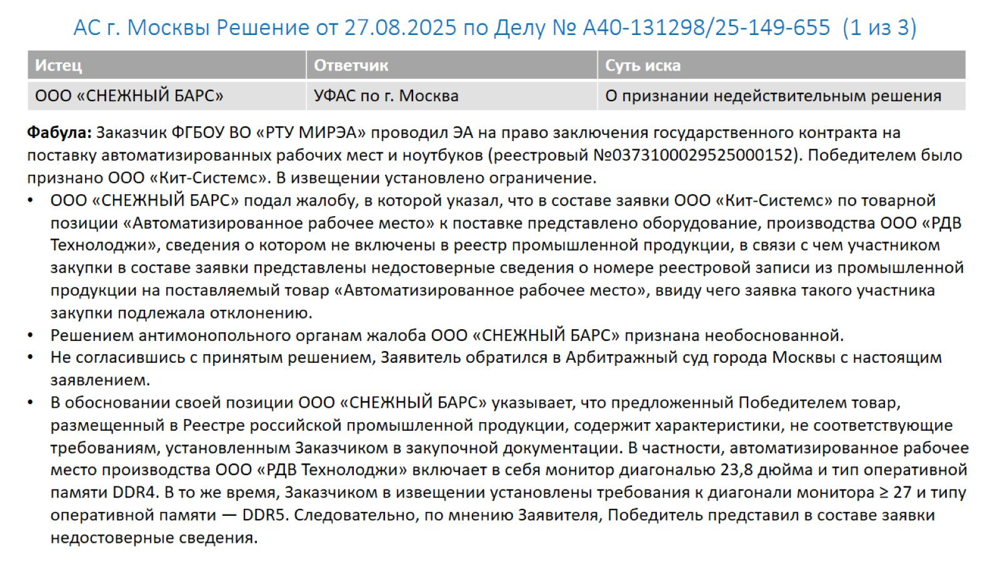 АС г. Москвы Решение от 27.08.2025 по Делу № А40-131298/25-149-655 (1 из 3)
Истец Ответчик Суть иска
ООО «СНЕЖНЫЙ БАРС» УФАС по г. Москва О признании недействительным решения
Фабула: Заказчик ФГБОУ ВО «РТУ МИРЭА» проводил ЭА на право заключения государственного контракта на
поставку автоматизированных рабочих мест и ноутбуков (реестровый №0373100029525000152). Победителем было
признано ООО «Кит-Системс». В извещении установлено ограничение.
• ООО «СНЕЖНЫЙ БАРС» подал жалобу, в которой указал, что в составе заявки ООО «Кит-Системс» по товарной
позиции «Автоматизированное рабочее место» к поставке представлено оборудование, производства ООО «РДВ
Технолоджи», сведения о котором не включены в реестр промышленной продукции, в связи с чем участником
закупки в составе заявки представлены недостоверные сведения о номере реестровой записи из промышленной
продукции на поставляемый товар «Автоматизированное рабочее место», ввиду чего заявка такого участника
закупки подлежала отклонению.
• Решением антимонопольного органам жалоба ООО «СНЕЖНЫЙ БАРС» признана необоснованной.
• Не согласившись с принятым решением, Заявитель обратился в Арбитражный суд города Москвы с настоящим
заявлением.
• В обосновании своей позиции ООО «СНЕЖНЫЙ БАРС» указывает, что предложенный Победителем товар,
размещенный в Реестре российской промышленной продукции, содержит характеристики, не соответствующие
требованиям, установленным Заказчиком в закупочной документации. В частности, автоматизированное рабочее
место производства ООО «РДВ Технолоджи» включает в себя монитор диагональю 23,8 дюйма и тип оперативной
памяти DDR4. В то же время, Заказчиком в извещении установлены требования к диагонали монитора ≥ 27 и типу
оперативной памяти — DDR5. Следовательно, по мнению Заявителя, Победитель представил в составе заявки
недостоверные сведения.